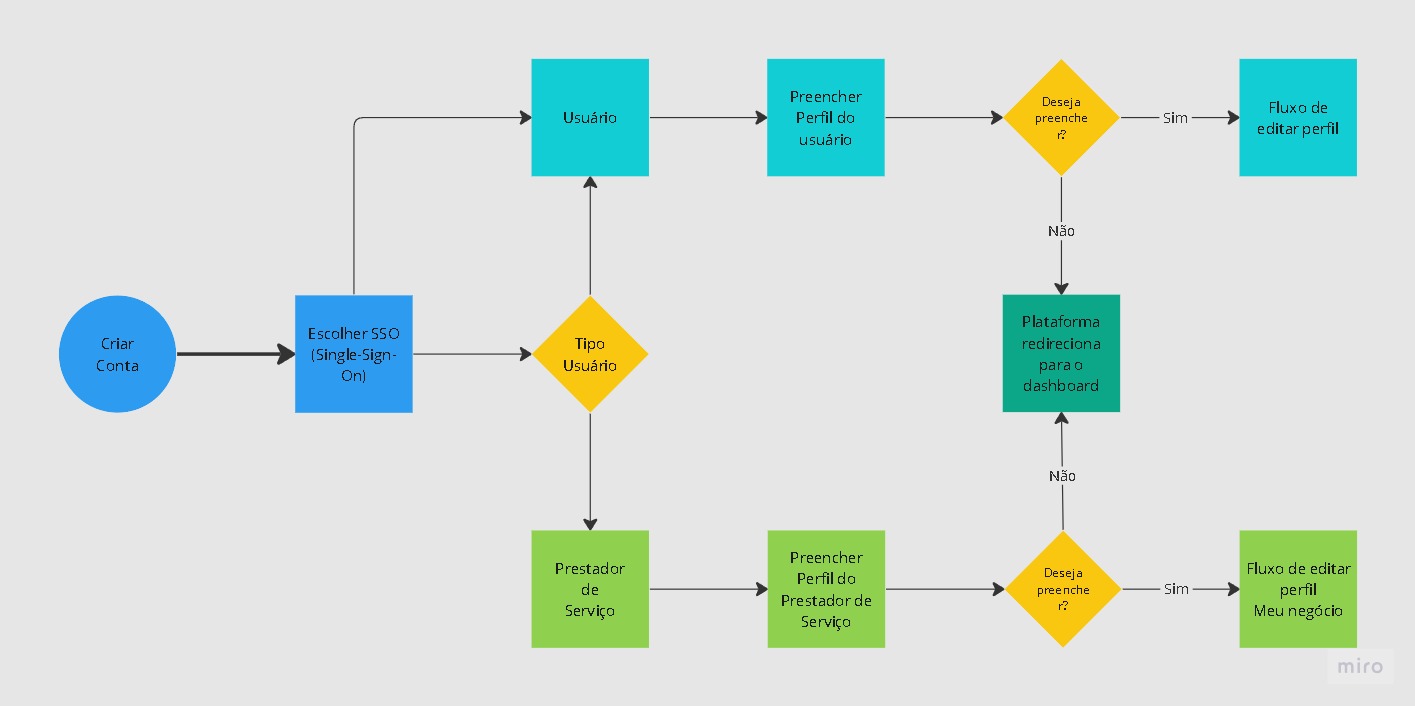 Usuário
Preencher
Perfil do
usuário
Deseja
preenche
r?
Sim
Fluxo de
editar perfil
Não
Criar
Conta
Escolher SSO
(Single-Sign-
On)
Tipo
Usuário
Plataforma
redireciona
para o
dashboard
Não
Prestador
de
Serviço
Preencher
Perfil do
Prestador de
Serviço
Deseja
preenche
r?
Sim
Fluxo de editar
perfil
Meu negócio
miro